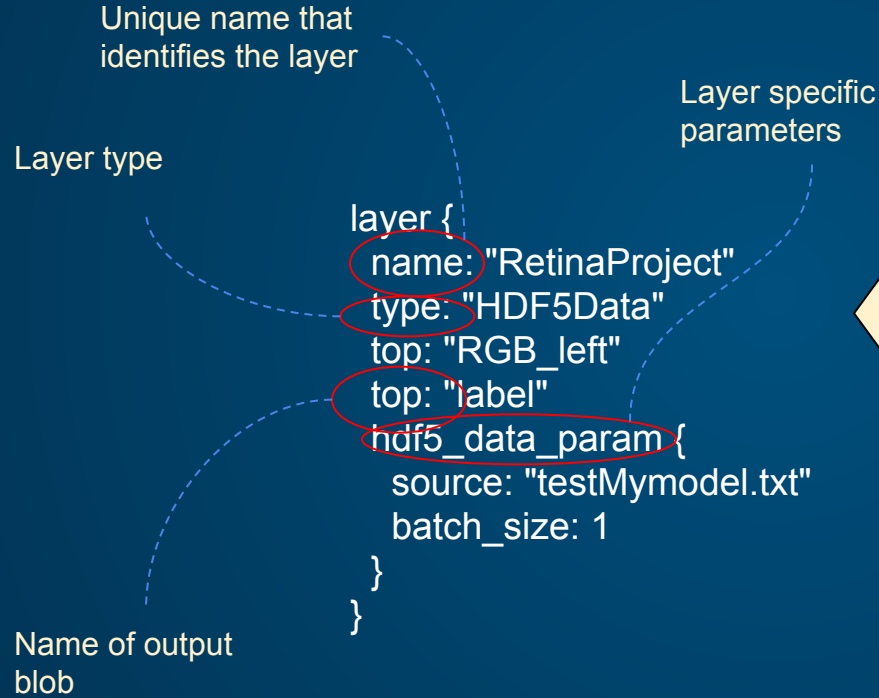 Unique name that
identifies the layer
Layer specific
parameters
Layer type
layer {
name: "RetinaProject"
type: "HDF5Data"
top: "RGB_left"
top: "label"
hdf5_data_param {
source: "testMymodel.txt"
batch_size: 1
}
}
Name of output
blob